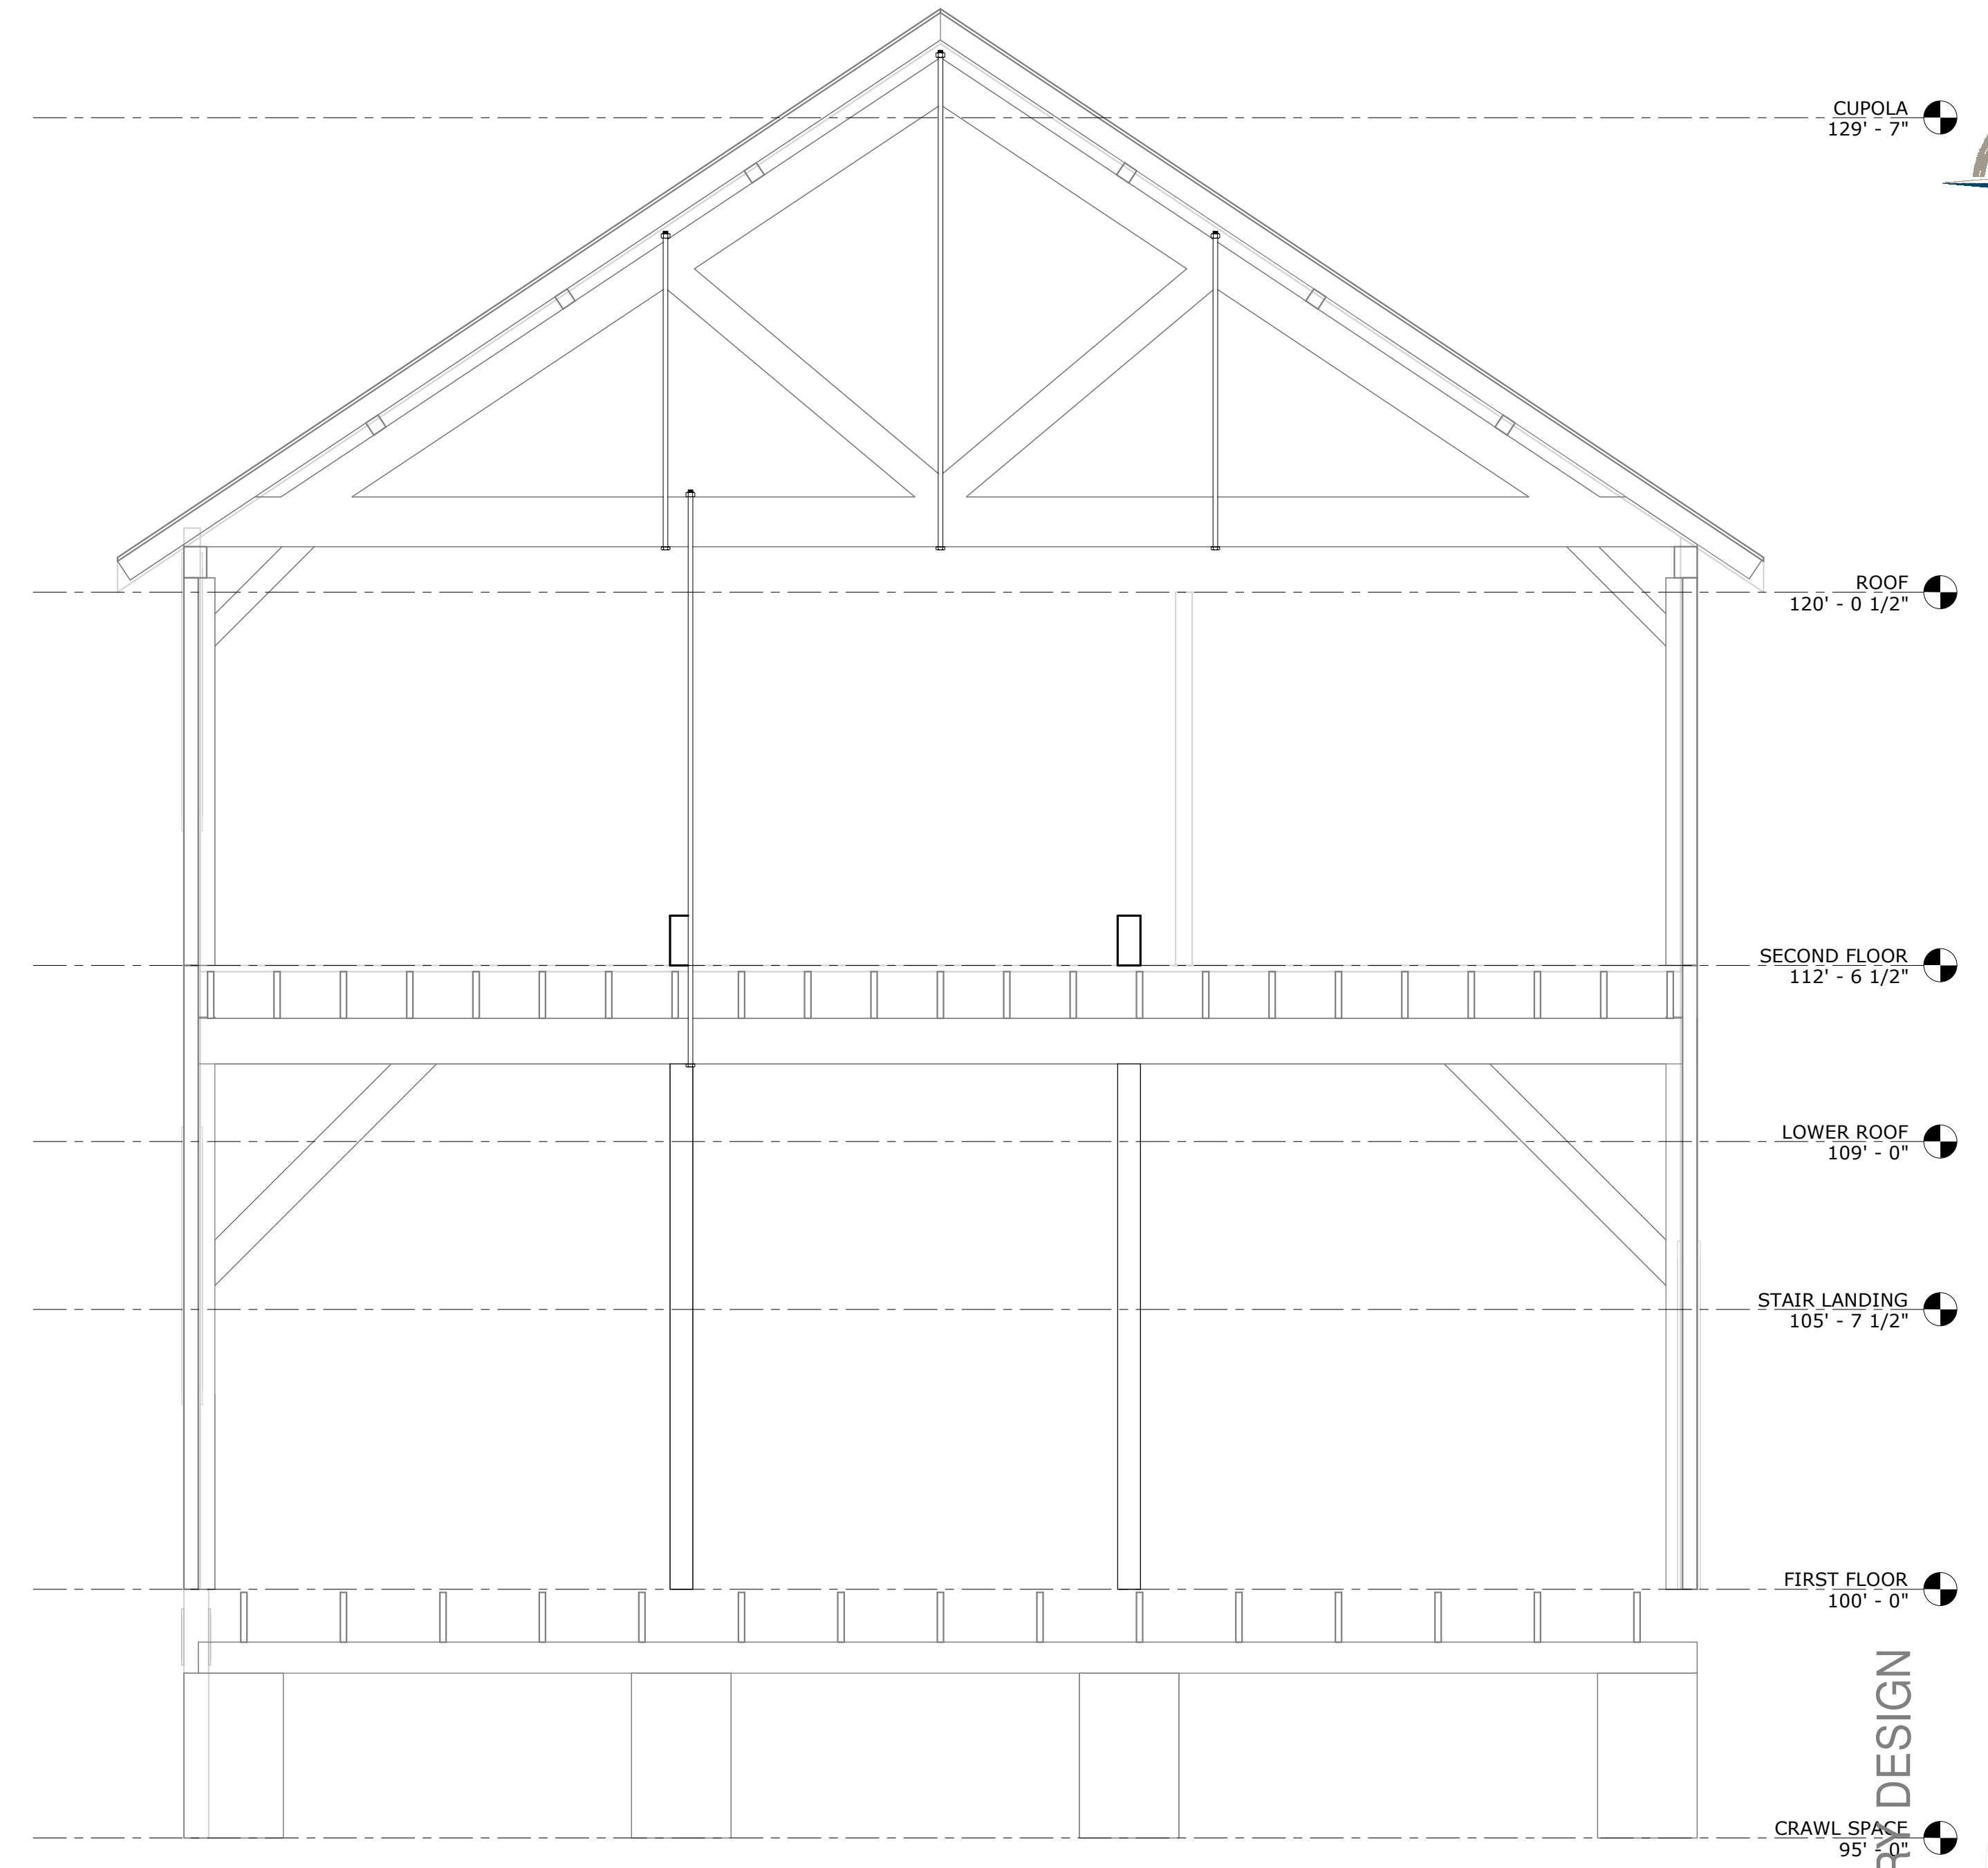 CUPOLA
129' - 7"
ROOF
120' - 0 1/2"
SECOND FLOOR
112' - 6 1/2"
LOWER ROOF
109' - 0"
STAIR LANDING
105' - 7 1/2"
FIRST FLOOR
100' - 0"
CRAWL SPACE
95' - 0"
DESIGN